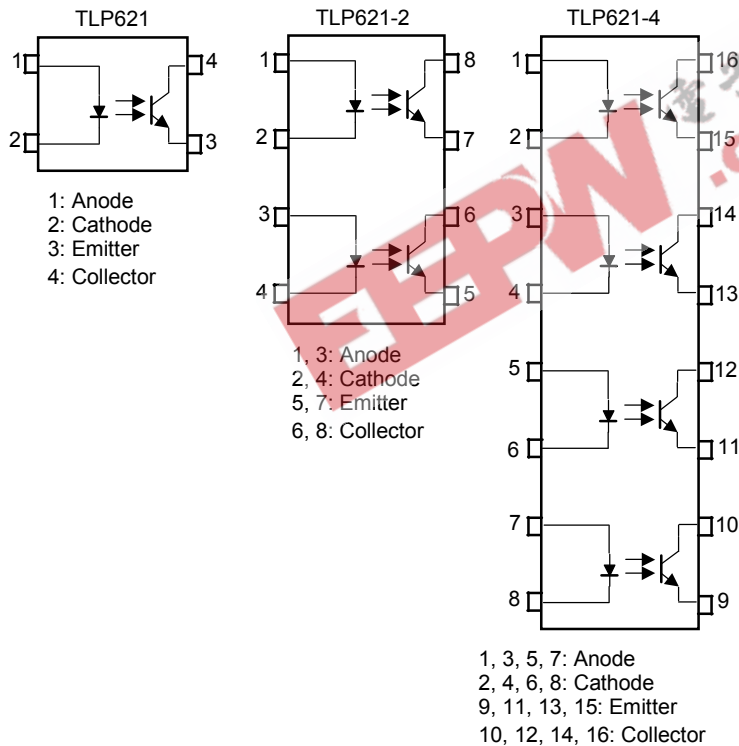 TLP621
1
4
2
3
1: Anode
2: Cathode
3: Emitter
4: Collector
TLP621-2
1
8
2
7
3
6
4
5
1, 3: Anode
2, 4: Cathode
5, 7: Emitter
6, 8: Collector
TLP621-4
1
16
2
15
3
14
4
13
5
12
6
11
7
10
8
9
1, 3, 5, 7: Anode
2, 4, 6, 8: Cathode
9, 11, 13, 15: Emitter
10, 12, 14, 16: Collector
EEPW